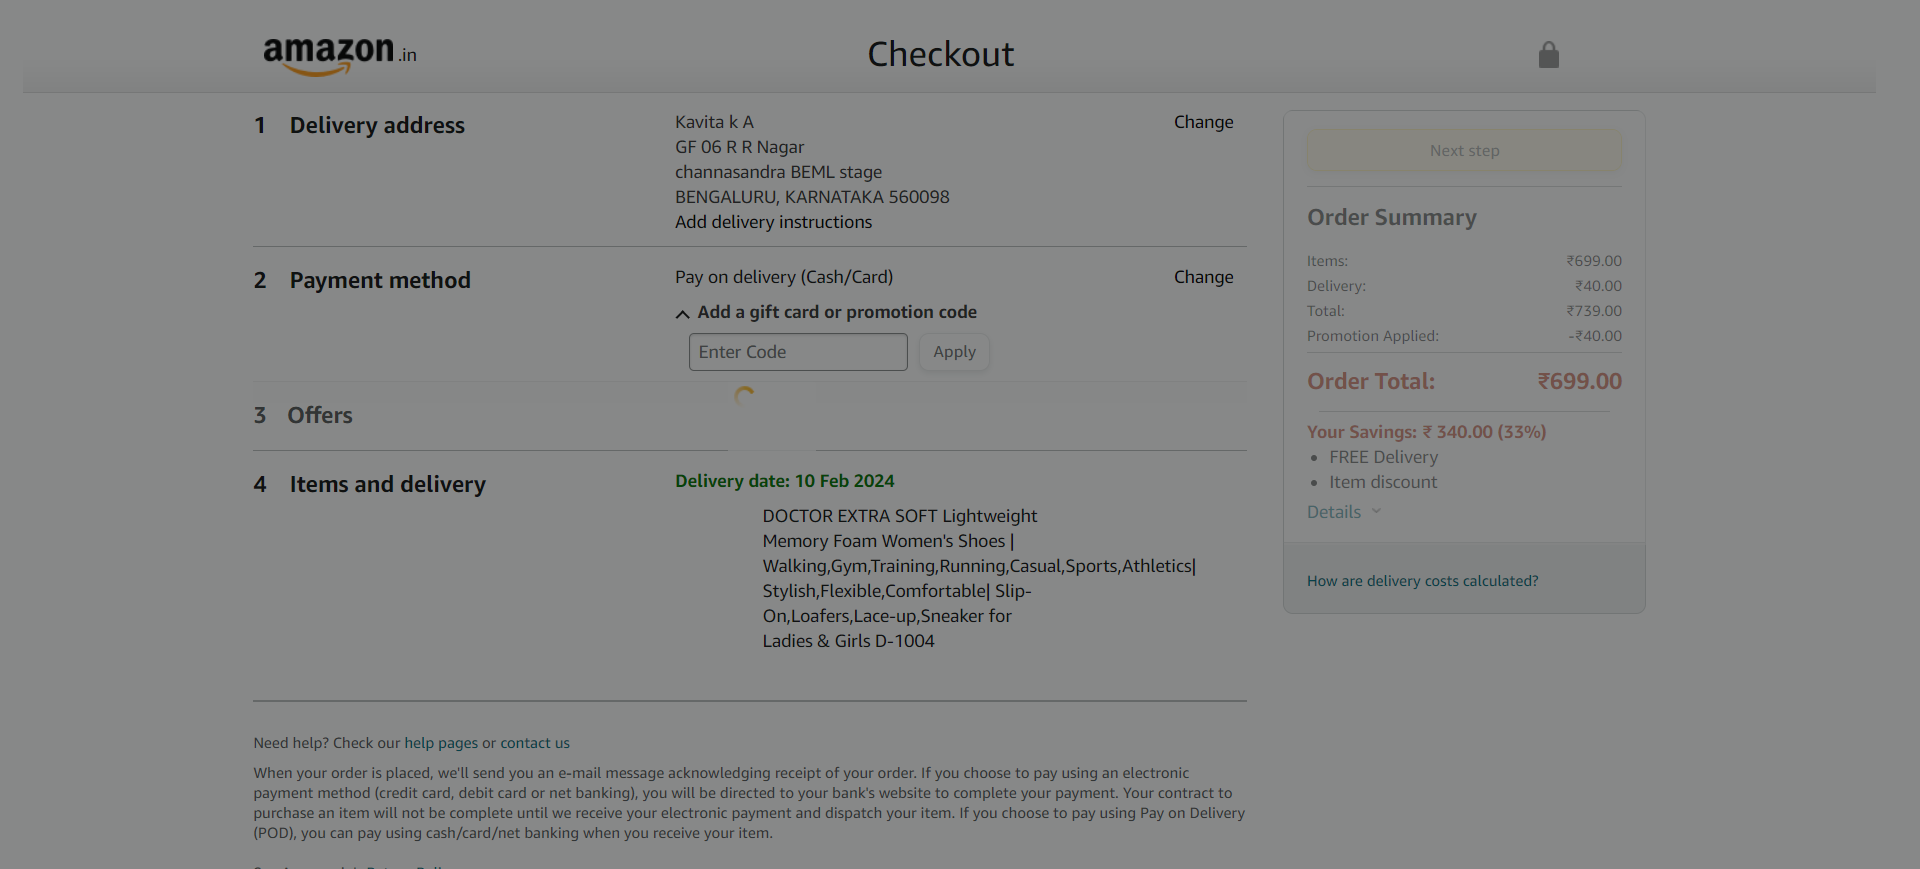 amazon.in
Checkout
1 Delivery address
Kavita k A
GF 06 R R Nagar
channasandra BEML stage
BENGALURU, KARNATAKA 560098
Add delivery instructions
Change
2 Payment method
Pay on delivery (Cash/Card)
Change
Add a gift card or promotion code
Enter Code
Apply
3 Offers
4 Items and delivery
Delivery date: 10 Feb 2024
DOCTOR EXTRA SOFT Lightweight
Memory Foam Women's Shoes |
Walking,Gym,Training,Running,Casual,Sports,Athletics|
Stylish,Flexible,Comfortable| Slip-
On,Loafers,Lace-up,Sneaker for
Ladies & Girls D-1004
Next step
Order Summary
Items: ₹699.00
Delivery: ₹40.00
Total: ₹739.00
Promotion Applied: -₹40.00
Order Total: ₹699.00
Your Savings: ₹ 340.00 (33%)
• FREE Delivery
• Item discount
Details
How are delivery costs calculated?
Need help? Check our help pages or contact us
When your order is placed, we'll send you an e-mail message acknowledging receipt of your order. If you choose to pay using an electronic
payment method (credit card, debit card or net banking), you will be directed to your bank's website to complete your payment. Your contract to
purchase an item will not be complete until we receive your electronic payment and dispatch your item. If you choose to pay using Pay on Delivery
(POD), you can pay using cash/card/net banking when you receive your item.